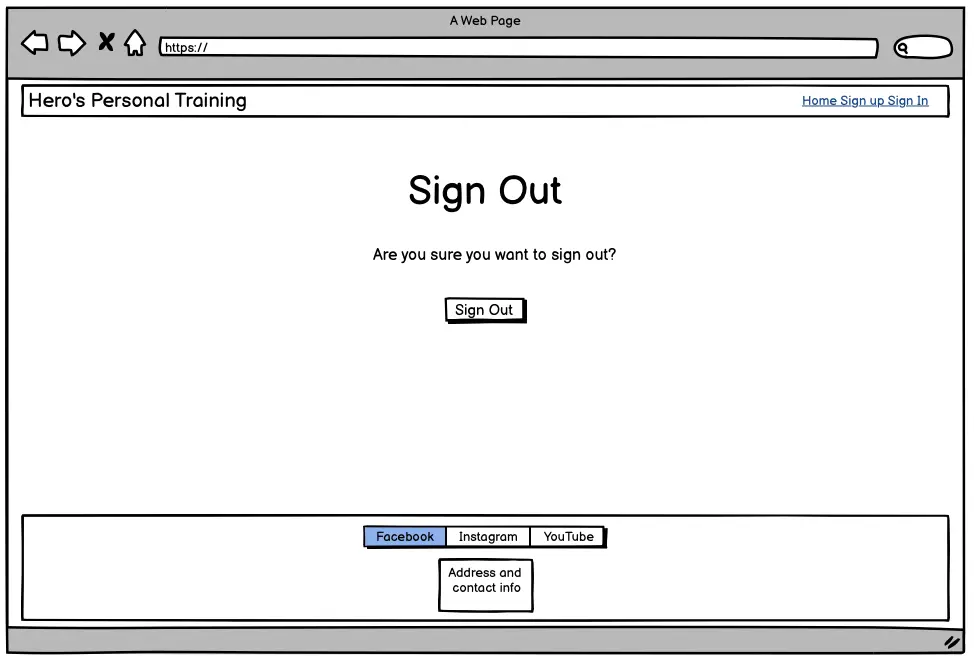 A Web Page
https://
Hero's Personal Training
Home Sign up Sign In
Sign Out
Are you sure you want to sign out?
Sign Out
Facebook Instagram YouTube
Address and
contact info